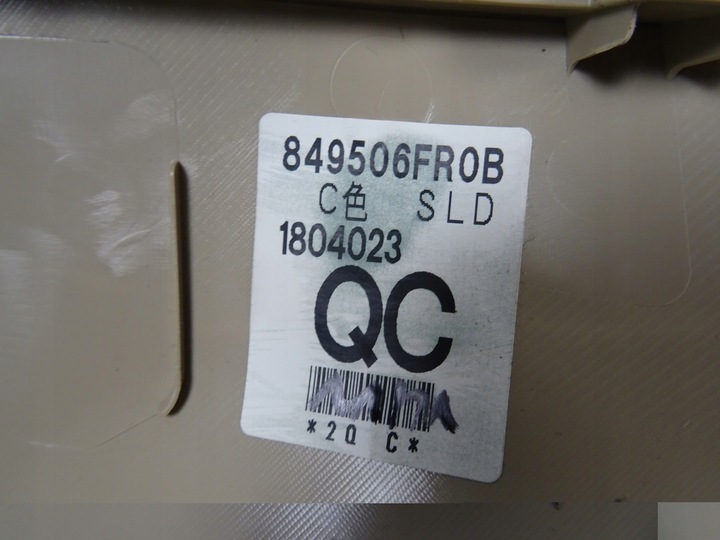 849506FR0B
C色 SLD
1804023
QC
*2Q C*